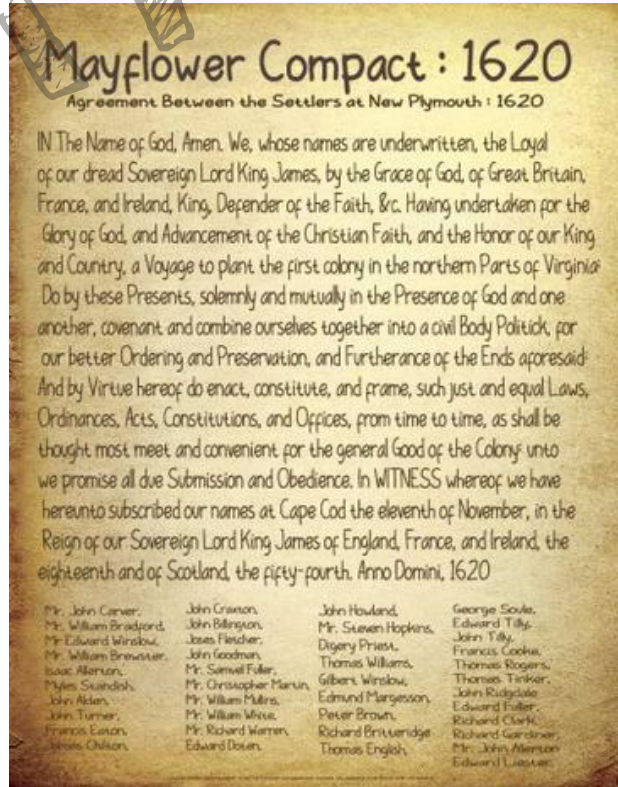 Mayflower Compact : 1620
Agreement Between the Settlers at New Plymouth : 1620
IN The Name of God, Amen. We, whose names are underwritten, the Loyal
of our dread Sovereign Lord King James, by the Grace of God, of Great Britain,
France, and Ireland, King, Defender of the Faith, &c. Having undertaken for the
Glory of God, and Advancement of the Christian Faith, and the Honor of our King
and Country, a Voyage to plant the first colony in the northern Parts of Virginia:
Do by these Presents, solemnly and mutually in the Presence of God and one
another, covenant and combine ourselves together into a civil Body Politick, for
our better Ordering and Preservation, and Furtherance of the Ends aforesaid:
And by Virtue hereof do enact, constitute, and frame, such just and equal Laws,
Ordinances, Acts, Constitutions, and Offices, from time to time, as shall be
thought most meet and convenient for the general Good of the Colony: unto
we promise all due Submission and Obedience. In WITNESS whereof we have
hereunto subscribed our names at Cape Cod the eleventh of November, in the
Reign of our Sovereign Lord King James of England, France, and Ireland, the
eighteenth and of Scotland, the fifty-fourth. Anno Domini, 1620
Mr. John Carver,
Mr. William Bradford,
Mr Edward Winslow,
Mr. William Brewster.
Isaac Allerton,
Myles Standish,
John Alden,
John Turner,
Francis Eaton,
James Chilton,
John Craxton,
John Billington,
Joses Fletcher,
John Goodman,
Mr. Samuel Fuller,
Mr. Christopher Martin,
Mr. William Mullins,
Mr. William White,
Mr. Richard Warren,
Edward Doten,
John Howland,
Mr. Steven Hopkins,
Digery Priest,
Thomas Williams,
Gilbert Winslow,
Edmund Margesson,
Peter Brown,
Richard Britteridge
Thomas English,
George Soule,
Edward Tilly,
John Tilly,
Francis Cooke,
Thomas Rogers,
Thomas Tinker,
John Ridgdale
Edward Fuller,
Richard Clark,
Richard Gardiner,
Mr. John Allerton
Edward Liester,